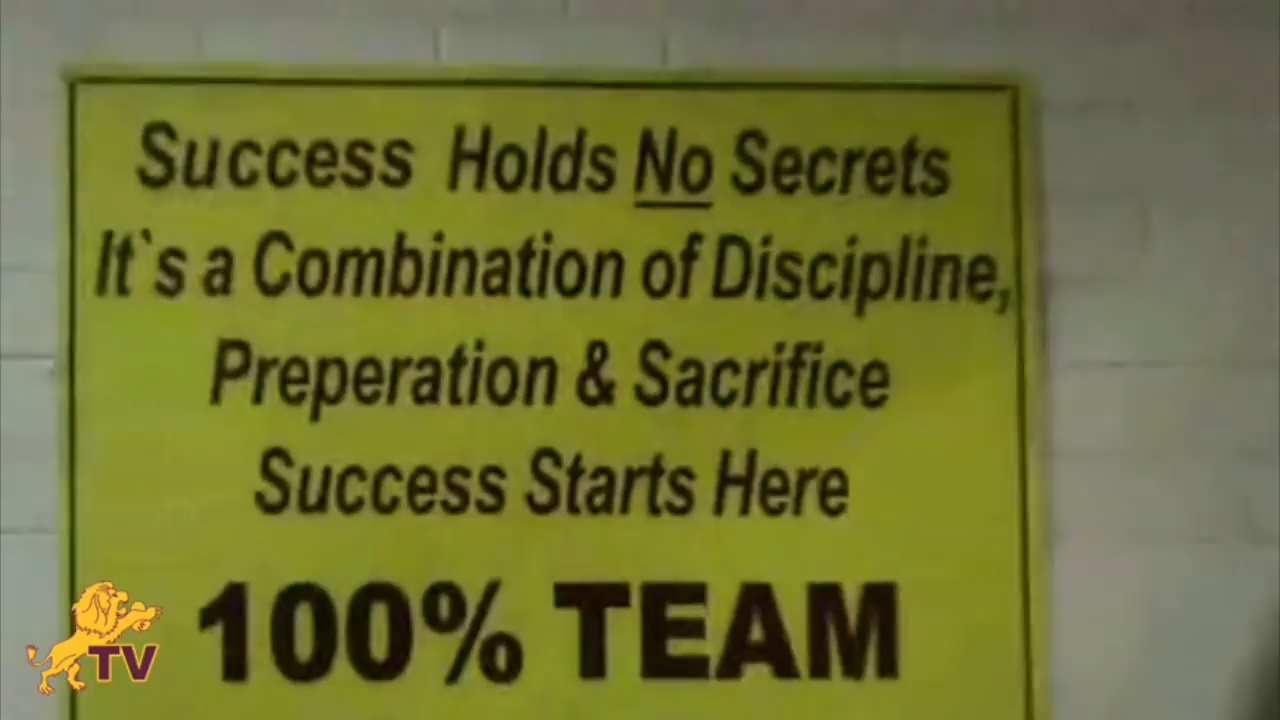 Success Holds No Secrets
It`s a Combination of Discipline,
Preperation & Sacrifice
Success Starts Here
100% TEAM
TV